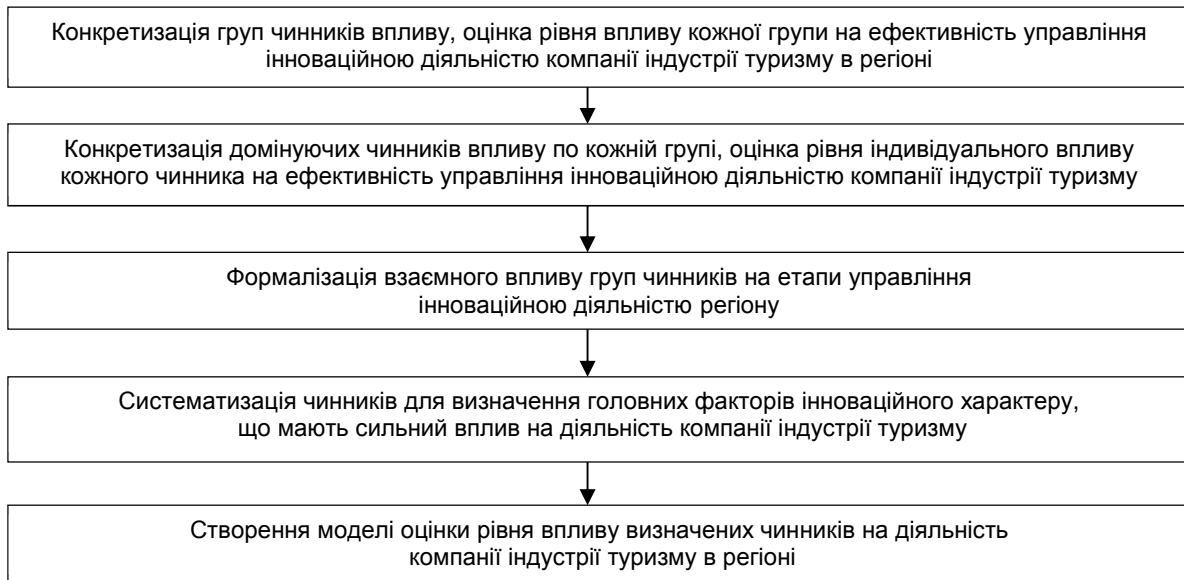 Конкретизація груп чинників впливу, оцінка рівня впливу кожної групи на ефективність управління
інноваційною діяльністю компанії індустрії туризму в регіоні
Конкретизація домінуючих чинників впливу по кожній групі, оцінка рівня індивідуального впливу
кожного чинника на ефективність управління інноваційною діяльністю компанії індустрії туризму
Формалізація взаємного впливу груп чинників на етапи управління
інноваційною діяльністю регіону
Систематизація чинників для визначення головних факторів інноваційного характеру,
що мають сильний вплив на діяльність компанії індустрії туризму
Створення моделі оцінки рівня впливу визначених чинників на діяльність
компанії індустрії туризму в регіоні